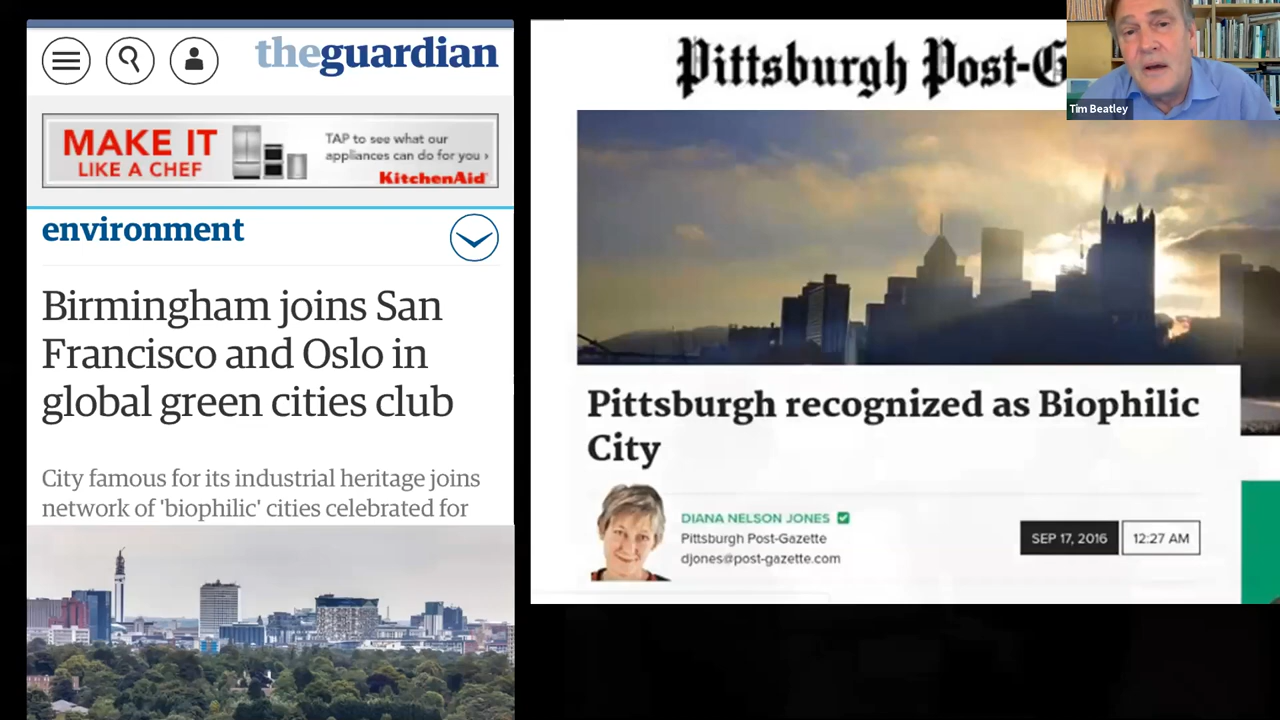 theguardian
MAKE IT
LIKE A CHEF
TAP to see what our
appliances can do for you ›
KitchenAid
environment
Birmingham joins San
Francisco and Oslo in
global green cities club
City famous for its industrial heritage joins
network of 'biophilic' cities celebrated for
Pittsburgh Post-G
Tim Beatley
Pittsburgh recognized as Biophilic
City
DIANA NELSON JONES
Pittsburgh Post-Gazette
djones@post-gazette.com
SEP 17, 2016
12:27 AM